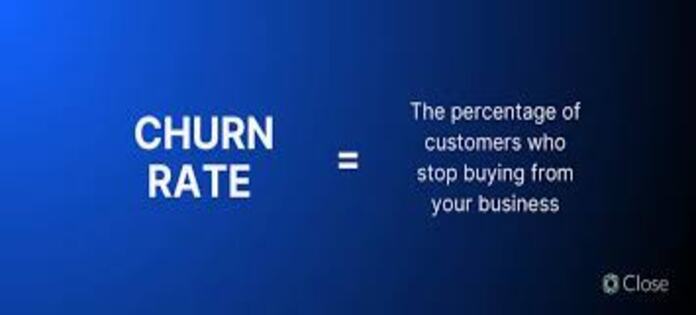 CHURN
RATE
=
The percentage of
customers who
stop buying from
your business
Close